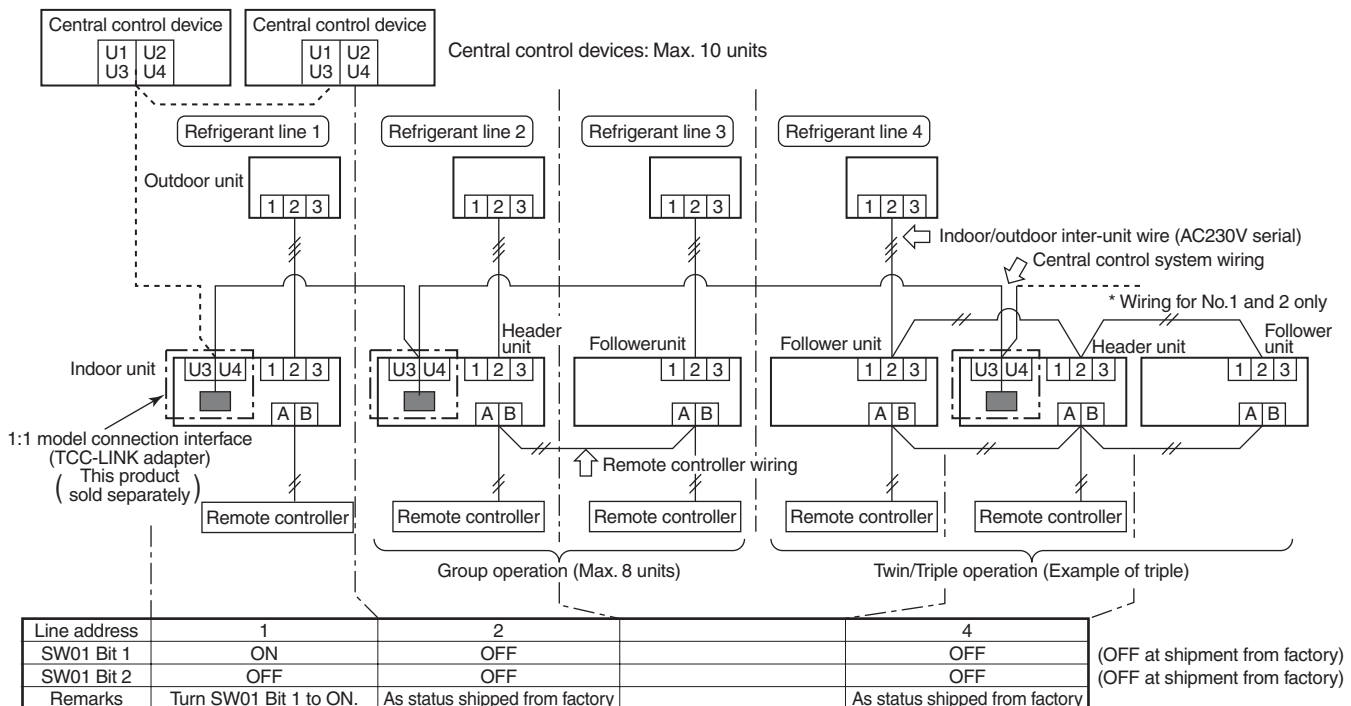 Central control device
U1 U2
U3 U4
Central control device
U1 U2
U3 U4
Central control devices: Max. 10 units
Refrigerant line 1
Refrigerant line 2
Refrigerant line 3
Refrigerant line 4
Outdoor unit
1 2 3
1 2 3
1 2 3
1 2 3
Indoor/outdoor inter-unit wire (AC230V serial)
Central control system wiring
* Wiring for No.1 and 2 only
Indoor unit
U3 U4
1 2 3
A B
Header
unit
U3 U4
1 2 3
A B
Followerunit
1 2 3
A B
Follower unit
1 2 3
A B
Header unit
U3 U4
1 2 3
A B
Follower
unit
1 2 3
A B
1:1 model connection interface
(TCC-LINK adapter)
( This product
sold separately )
Remote controller wiring
Remote controller
Remote controller
Remote controller
Remote controller
Remote controller
Group operation (Max. 8 units)
Twin/Triple operation (Example of triple)
Line address 1 2 4
SW01 Bit 1 ON OFF OFF (OFF at shipment from factory)
SW01 Bit 2 OFF OFF OFF (OFF at shipment from factory)
Remarks Turn SW01 Bit 1 to ON. As status shipped from factory As status shipped from factory